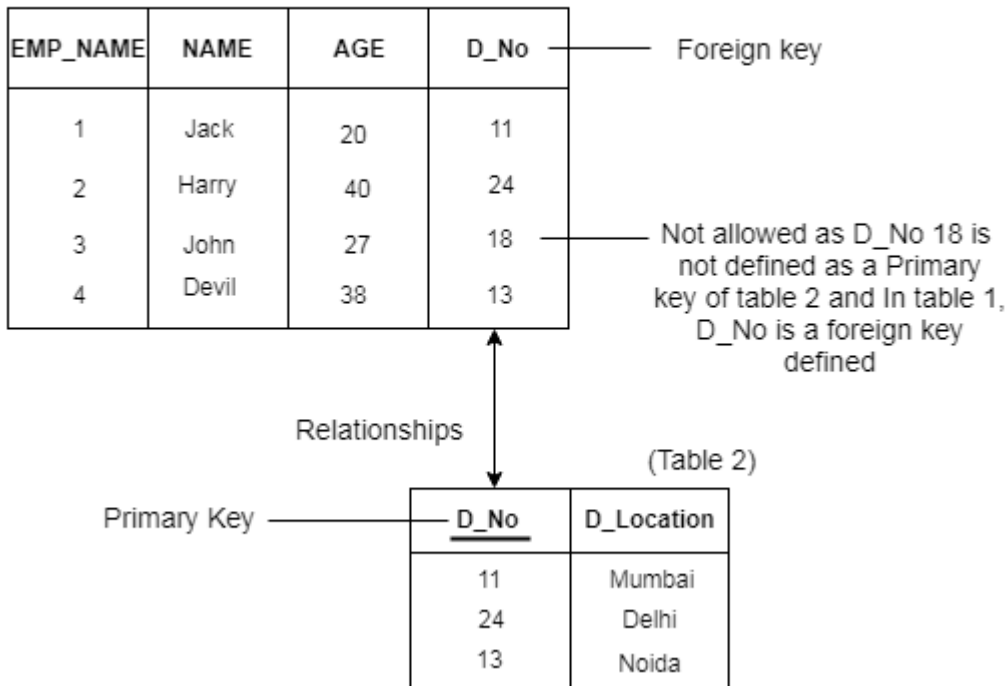 EMP_NAME NAME AGE D_No Foreign key
1 Jack 20 11
2 Harry 40 24
3 John 27 18
4 Devil 38 13
Not allowed as D_No 18 is
not defined as a Primary
key of table 2 and In table 1,
D_No is a foreign key
defined
Relationships
(Table 2)
Primary Key D_No D_Location
11 Mumbai
24 Delhi
13 Noida